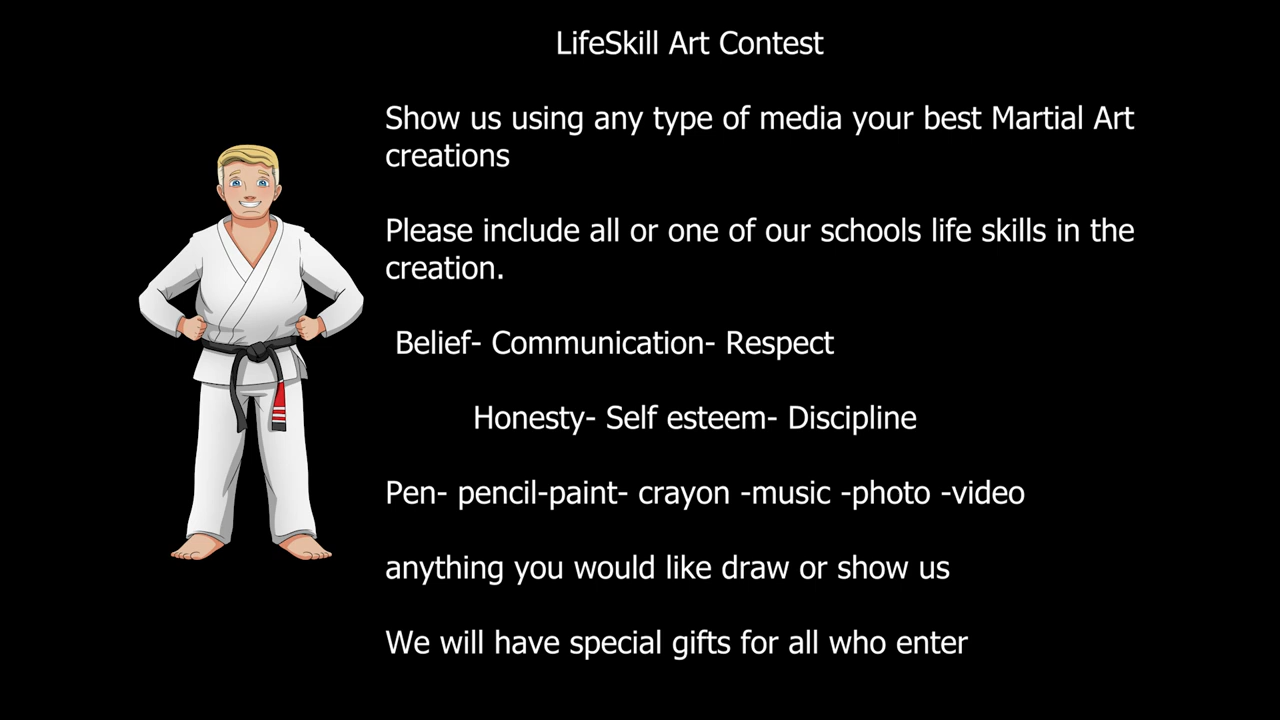 LifeSkill Art Contest
Show us using any type of media your best Martial Art
creations
Please include all or one of our schools life skills in the
creation.
Belief- Communication- Respect
Honesty- Self esteem- Discipline
Pen- pencil-paint- crayon -music -photo -video
anything you would like draw or show us
We will have special gifts for all who enter